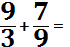 9/3 + 7/9 =